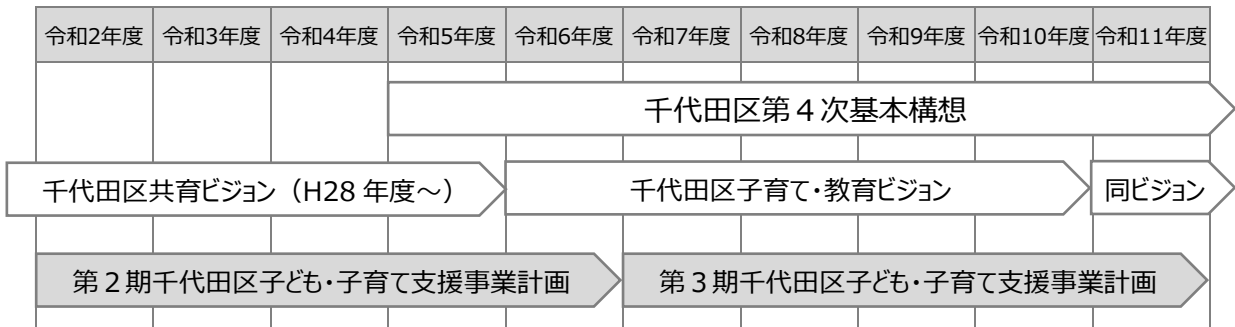 令和2年度 令和3年度 令和4年度 令和5年度 令和6年度 令和7年度 令和8年度 令和9年度 令和10年度 令和11年度
千代田区第４次基本構想
千代田区共育ビジョン（H28 年度～） 千代田区子育て・教育ビジョン 同ビジョン
第２期千代田区子ども・子育て支援事業計画 第３期千代田区子ども・子育て支援事業計画